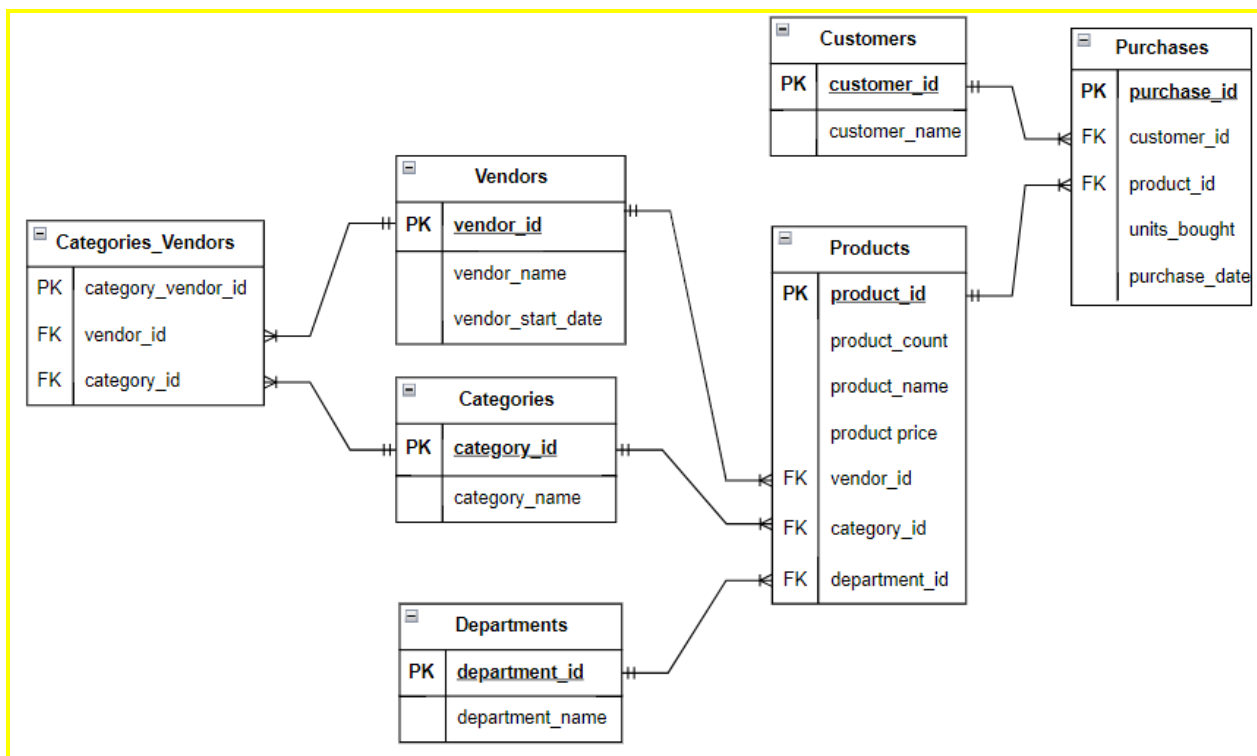 Customers
PK customer_id
customer_name
Purchases
PK purchase_id
FK customer_id
FK product_id
units_bought
purchase_date
Vendors
PK vendor_id
vendor_name
vendor_start_date
Categories_Vendors
PK category_vendor_id
FK vendor_id
FK category_id
Products
PK product_id
product_count
product_name
product price
FK vendor_id
FK category_id
FK department_id
Categories
PK category_id
category_name
Departments
PK department_id
department_name